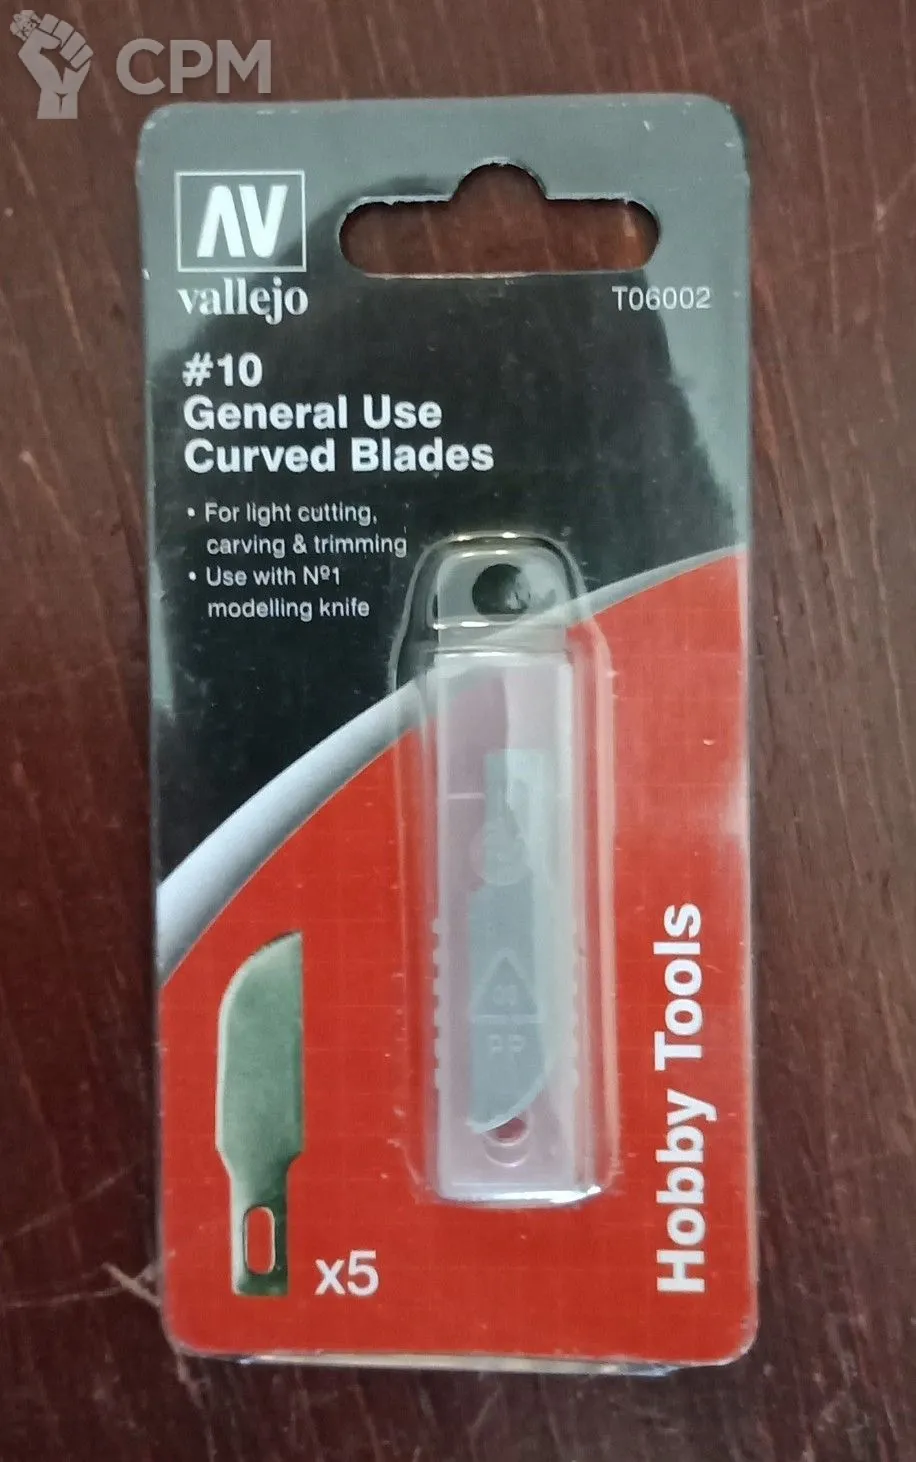 CPM
AV
vallejo
T06002
#10
General Use
Curved Blades
• For light cutting,
carving & trimming
• Use with Nº1
modelling knife
PP
Hobby Tools
x5